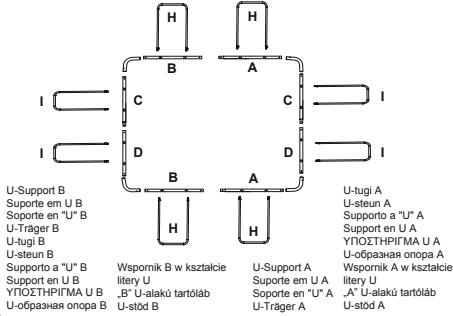 H H
B A
I C C I
I D D I
B A
H H
U-Support B
Suporte em U B
Soporte en "U" B
U-Träger B
U-tugi B
U-steun B
Supporto a "U" B
Support en U B
ΥΠΟΣΤΗΡΙΓΜΑ U B
U-образная опора B
Wspornik B w kształcie
litery U
„B” U-alakú tartóláb
U-stöd B
U-Support A
Suporte em U A
Soporte en "U" A
U-Träger A
U-tugi A
U-steun A
Supporto a "U" A
Support en U A
ΥΠΟΣΤΗΡΙΓΜΑ U A
U-образная опора A
Wspornik A w kształcie
litery U
„A” U-alakú tartóláb
U-stöd A